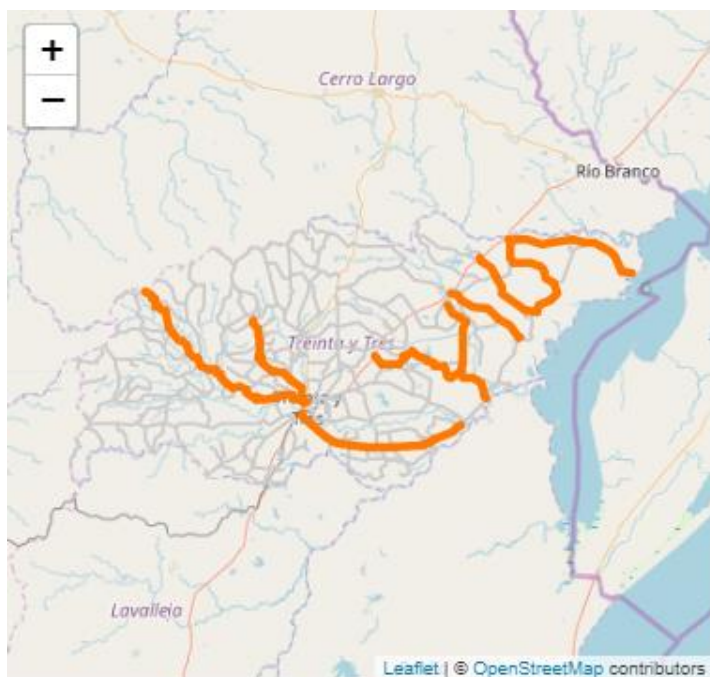 +
−
Cerro Largo
Río Branco
Treinta y Tres
Lavalleja
Leaflet | © OpenStreetMap contributors